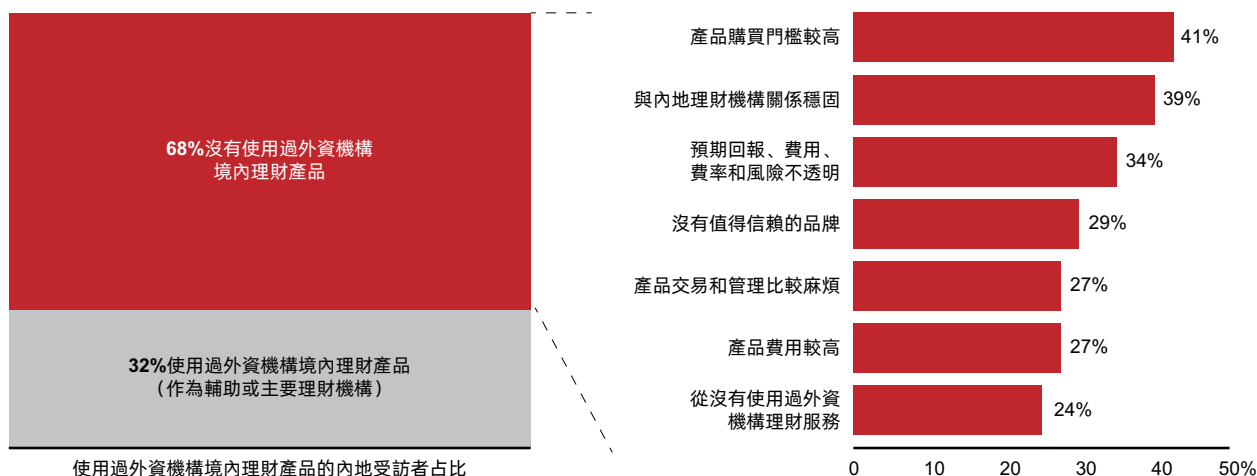 68%沒有使用過外資機構
境內理財產品
32%使用過外資機構境內理財產品
（作為輔助或主要理財機構）
使用過外資機構境內理財產品的內地受訪者占比
產品購買門檻較高
41%
與內地理財機構關係穩固
39%
預期回報、費用、
費率和風險不透明
34%
沒有值得信賴的品牌
29%
產品交易和管理比較麻煩
27%
產品費用較高
27%
從沒有使用過外資
機構理財服務
24%
0 10 20 30 40 50%